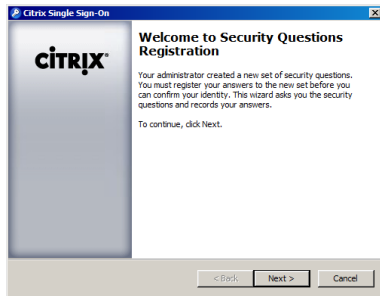 Citrix Single Sign-On
CİTRIX
Welcome to Security Questions
Registration
Your administrator created a new set of security questions.
You must register your answers to the new set before you
can confirm your identity. This wizard asks you the security
questions and records your answers.
To continue, click Next.
< Back
Next >
Cancel